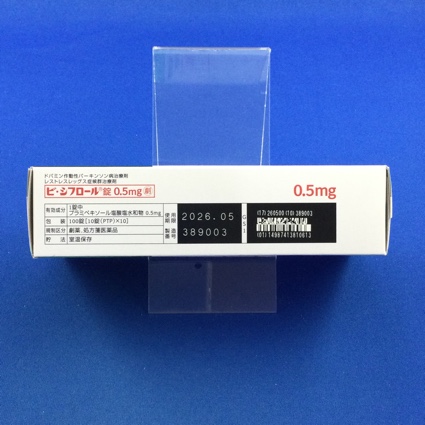 ドパミン作動性パーキンソン病治療剤
レストレスレッグス症候群治療剤
ビ・シフロール®錠 0.5mg 劇
0.5mg
有効成分 1錠中 プラミペキソール塩酸塩水和物 0.5mg
包装 100錠[10錠(PTP)×10]
規制区分 劇薬、処方箋医薬品
貯法 室温保存
使用期限 2026.05
製造番号 389003
GS1
(17)260500(10)389003
(01)14987413810613